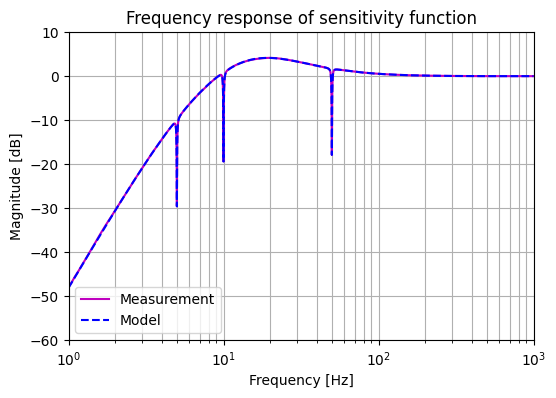 Frequency response of sensitivity function
10
0
−10
−20
−30
−40
−50
−60
Magnitude [dB]
Measurement
Model
10^0
10^1
10^2
10^3
Frequency [Hz]